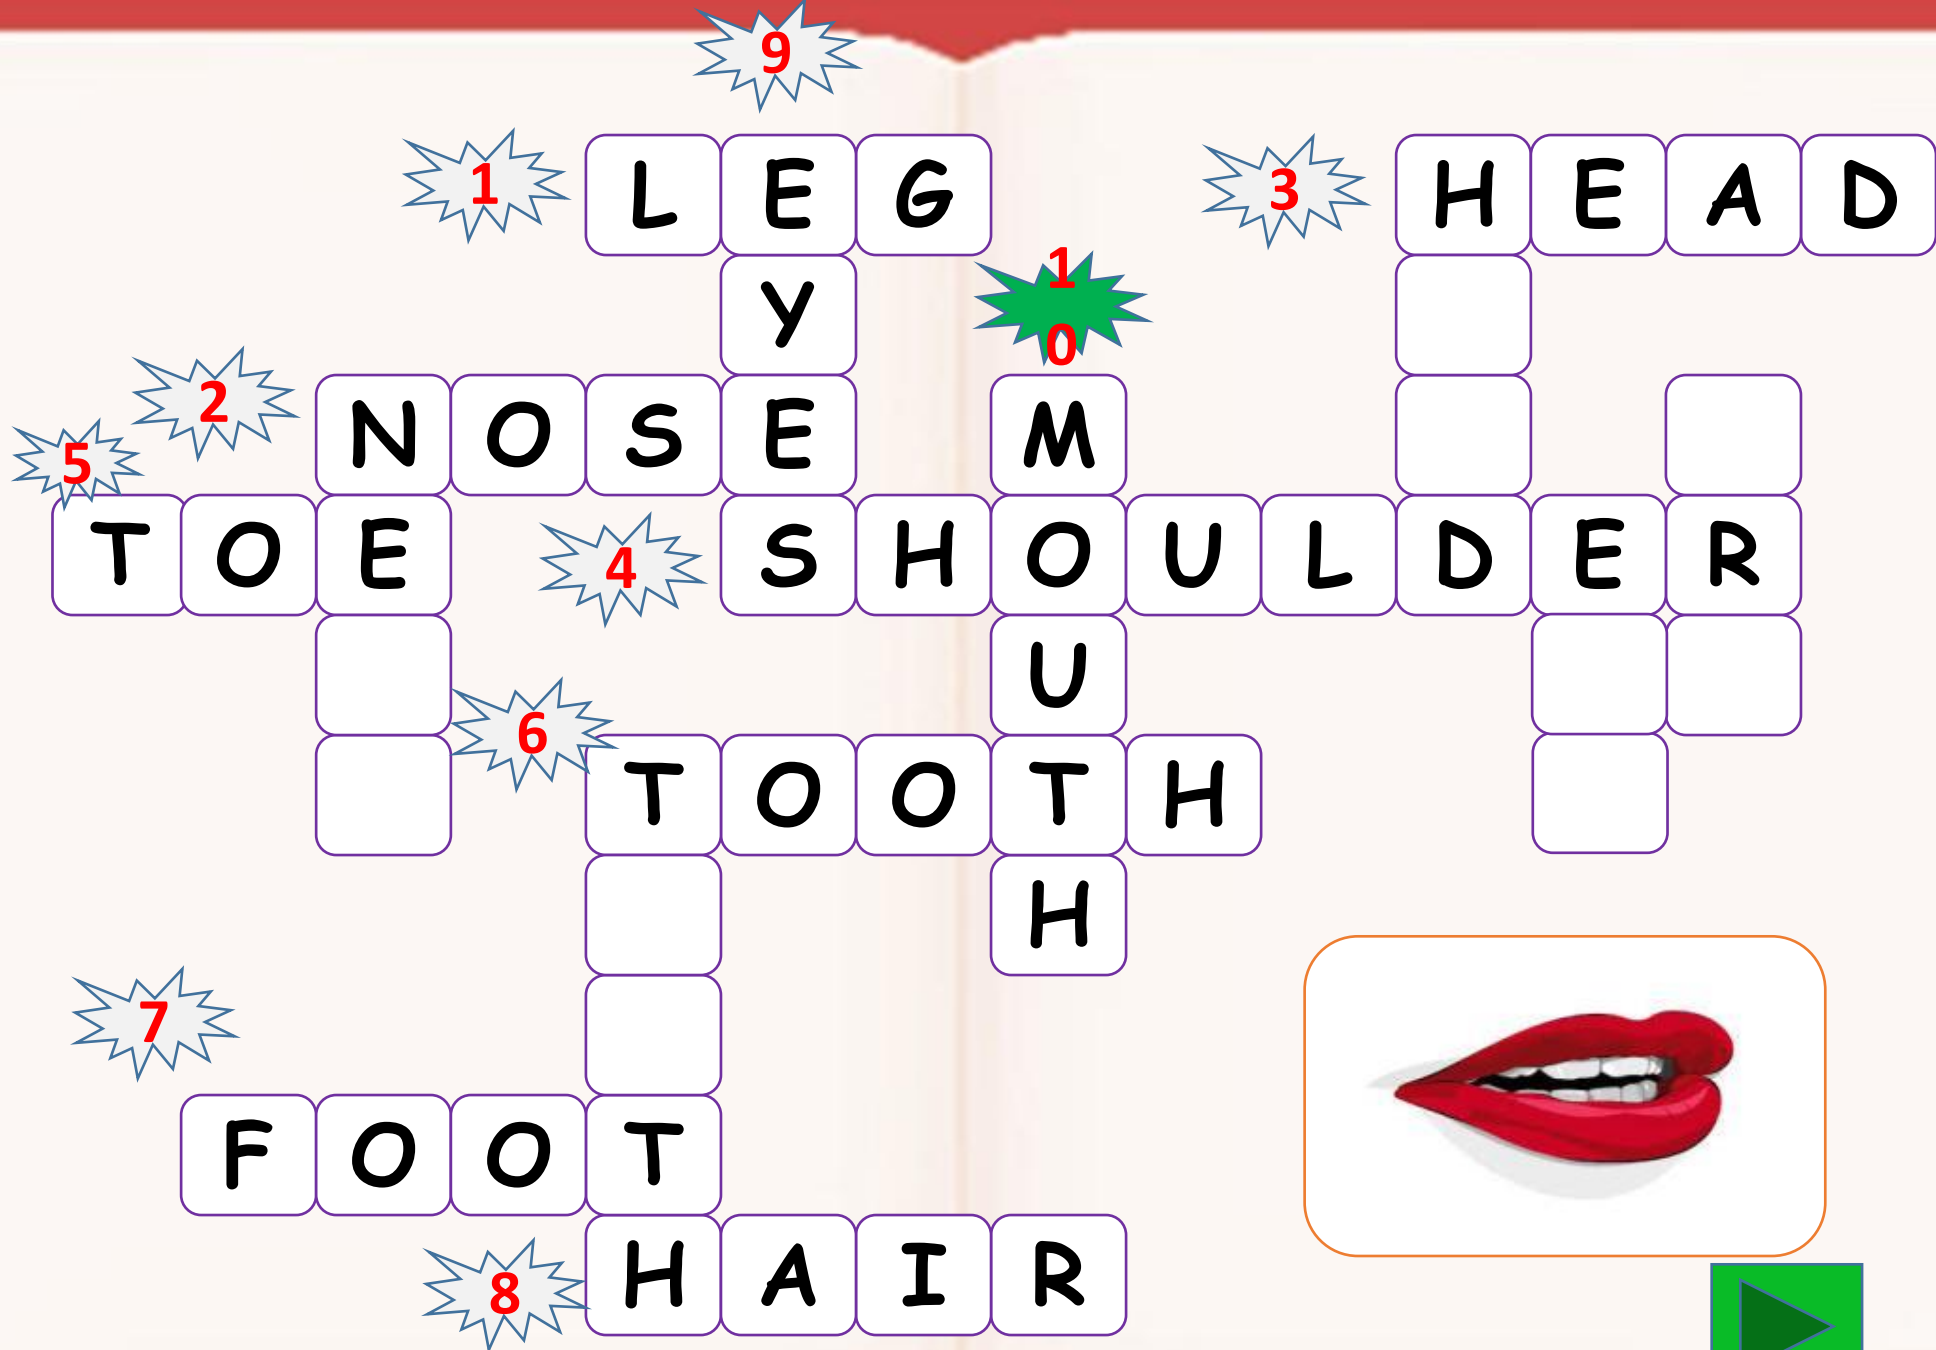 9
1 LEG
3 HEAD
Y
10
2 NOSE
M
5
TOE
4 SHOULDER
U
6 TOOTH
H
7
FOOT
8 HAIR